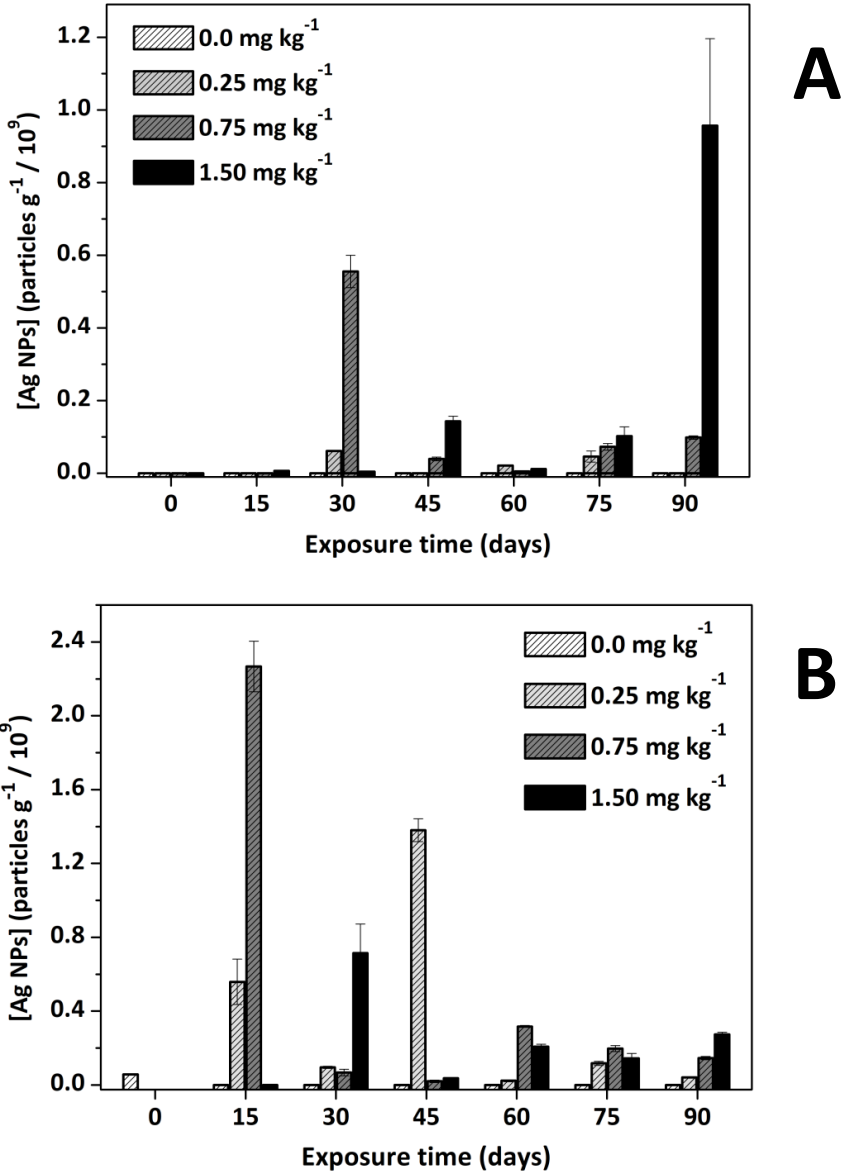 A
0.0 mg kg⁻¹
0.25 mg kg⁻¹
0.75 mg kg⁻¹
1.50 mg kg⁻¹
[Ag NPs] (particles g⁻¹ / 10⁹)
1.2
1.0
0.8
0.6
0.4
0.2
0.0
0 15 30 45 60 75 90
Exposure time (days)
B
0.0 mg kg⁻¹
0.25 mg kg⁻¹
0.75 mg kg⁻¹
1.50 mg kg⁻¹
[Ag NPs] (particles g⁻¹ / 10⁹)
2.4
2.0
1.6
1.2
0.8
0.4
0.0
0 15 30 45 60 75 90
Exposure time (days)